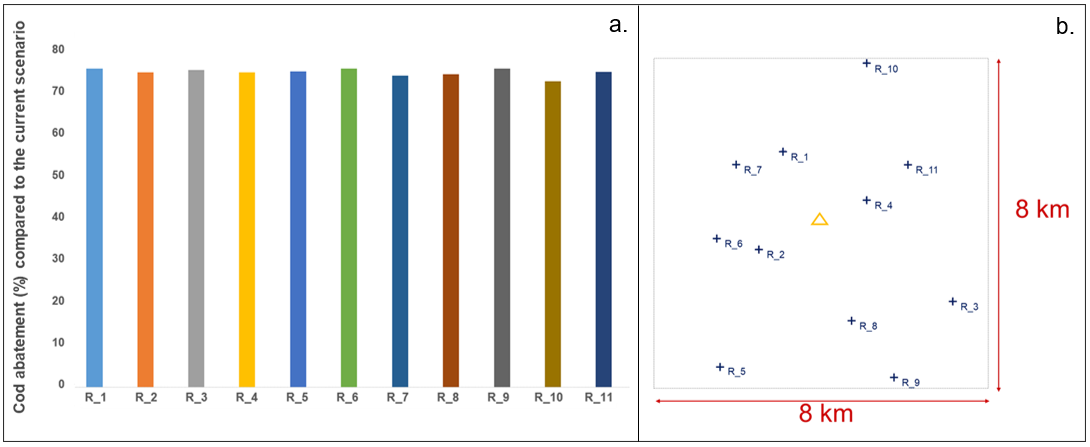 a.
Cod abatement (%) compared to the current scenario
80
70
60
50
40
30
20
10
0
R_1 R_2 R_3 R_4 R_5 R_6 R_7 R_8 R_9 R_10 R_11
b.
R_10
R_1
R_7
R_11
R_4
R_6
R_2
R_3
R_8
R_5
R_9
8 km
8 km